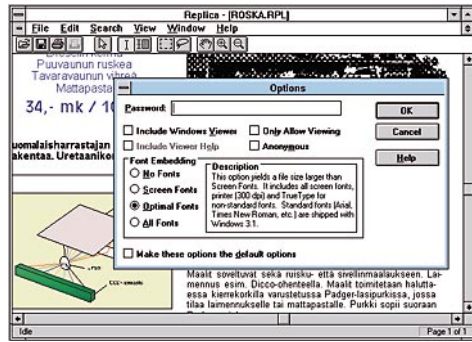 Replica - [ROSKA.RPL]
File Edit Search View Window Help
Puuvaunun ruskea
Tavaravaunun vihreä
Mattapasta
34,- mk / 10
uomalaisharrastajan
akentaa. Uretaaniko
Options
Password:
Include Windows Viewer
Only Allow Viewing
Include Viewer Help
Anonymous
OK
Cancel
Help
Font Embedding
No Fonts
Screen Fonts
Optimal Fonts
All Fonts
Description
This option yields a file size larger than
Screen Fonts. It includes all screen fonts,
printer (300 dpi) and TrueType for
non-standard fonts. Standard fonts (Arial,
Times New Roman, etc.) are shipped with
Windows 3.1.
Make these options the default options
Maalit soveltuvat sekä ruisku- että sivellinmaalaukseen. Lai-
mennus esim. Dicco-ohenteella. Maalit toimitetaan halutta-
essa kierrekorkilla varustetussa Padger-lasipurkissa, jossa
tilaa laimennukselle tai mattapastalle. Purkki sopii suoraan
Idle
Page 1 of 1